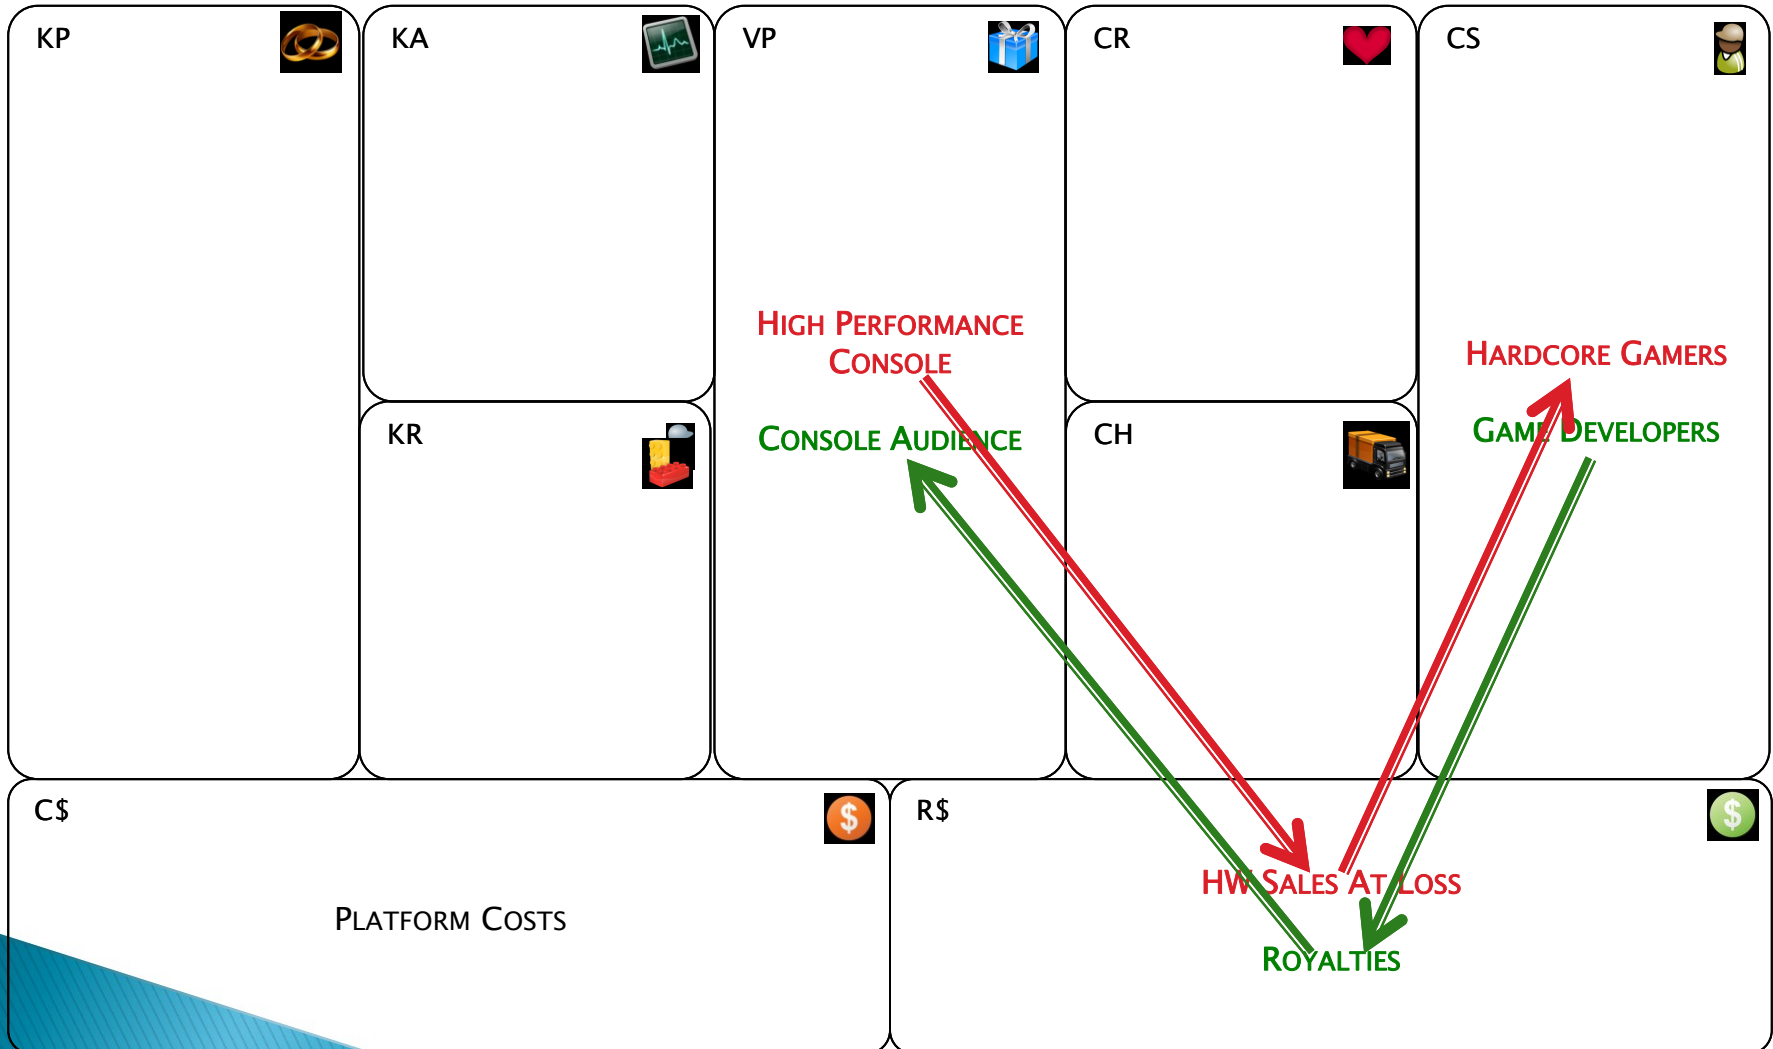 KP
KA
VP
CR
CS
HIGH PERFORMANCE
CONSOLE
HARDCORE GAMERS
KR
CONSOLE AUDIENCE
CH
GAME DEVELOPERS
C$
$
R$
$
HW SALES AT LOSS
PLATFORM COSTS
ROYALTIES